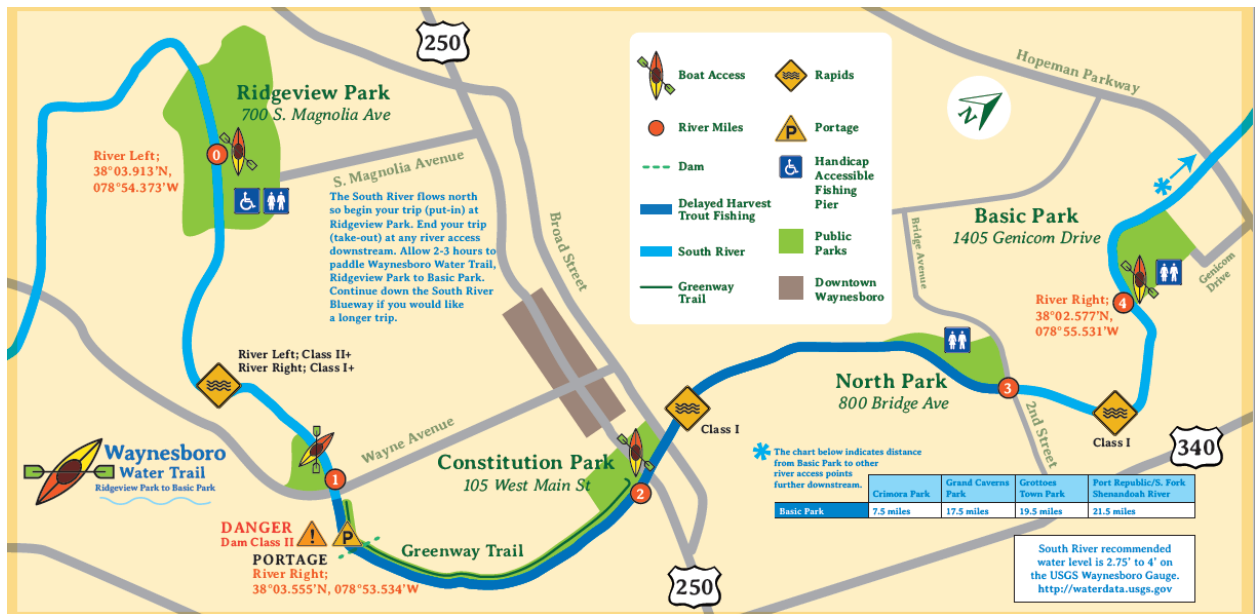 250
Ridgeview Park
700 S. Magnolia Ave
River Left;
38°03.913'N,
078°54.373'W
0
S. Magnolia Avenue
The South River flows north
so begin your trip (put-in) at
Ridgeview Park. End your trip
(take-out) at any river access
downstream. Allow 2-3 hours to
paddle Waynesboro Water Trail,
Ridgeview Park to Basic Park.
Continue down the South River
Blueway if you would like
a longer trip.
Broad Street
Boat Access
River Miles
Dam
Delayed Harvest
Trout Fishing
South River
Greenway
Trail
Rapids
P
Portage
Handicap
Accessible
Fishing
Pier
Public
Parks
Downtown
Waynesboro
N
Hopeman Parkway
Bridge Avenue
Basic Park
1405 Genicom Drive
Genicom
Drive
River Right;
38°02.577'N,
078°55.531'W
4
River Left; Class II+
River Right; Class I+
Wayne Avenue
Waynesboro
Water Trail
Ridgeview Park to Basic Park
1
Constitution Park
105 West Main St
2
Class I
North Park
800 Bridge Ave
3
2nd Street
Class I
340
DANGER
Dam Class II
!
P
PORTAGE
River Right;
38°03.555'N, 078°53.534'W
Greenway Trail
250
The chart below indicates distance
from Basic Park to other
river access points
further downstream.
Crimora Park
Grand Caverns
Park
Grottoes
Town Park
Port Republic/S. Fork
Shenandoah River
Basic Park 7.5 miles 17.5 miles 19.5 miles 21.5 miles
South River recommended
water level is 2.75' to 4' on
the USGS Waynesboro Gauge.
http://waterdata.usgs.gov